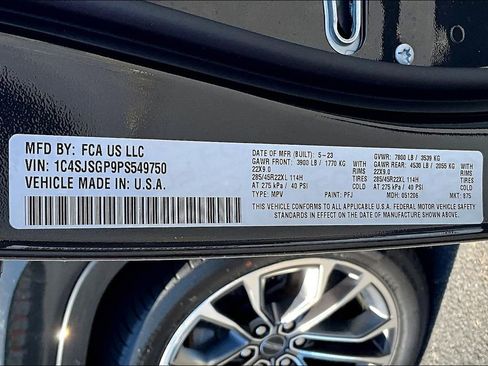 MFD BY: FCA US LLC
VIN: 1C4SJSGP9PS549750
VEHICLE MADE IN: U.S.A.
DATE OF MFR (BUILT): 5-23
GAWR FRONT: 3900 LB / 1770 KG
22X9.0 WITH RIMS
285/45R22XL 114H TIRES
AT 275 kPa / 40 PSI COLD
TYPE: MPV PAINT: PFJ
GVWR: 7800 LB / 3539 KG
GAWR REAR: 4530 LB / 2055 KG
22X9.0 WITH RIMS
285/45R22XL 114H TIRES
AT 275 kPa / 40 PSI COLD
MDH: 051206 MKT: 875
THIS VEHICLE CONFORMS TO ALL APPLICABLE U.S.A. FEDERAL MOTOR VEHICLE SAFETY
STANDARDS IN EFFECT ON THE DATE OF MANUFACTURE SHOWN ABOVE.